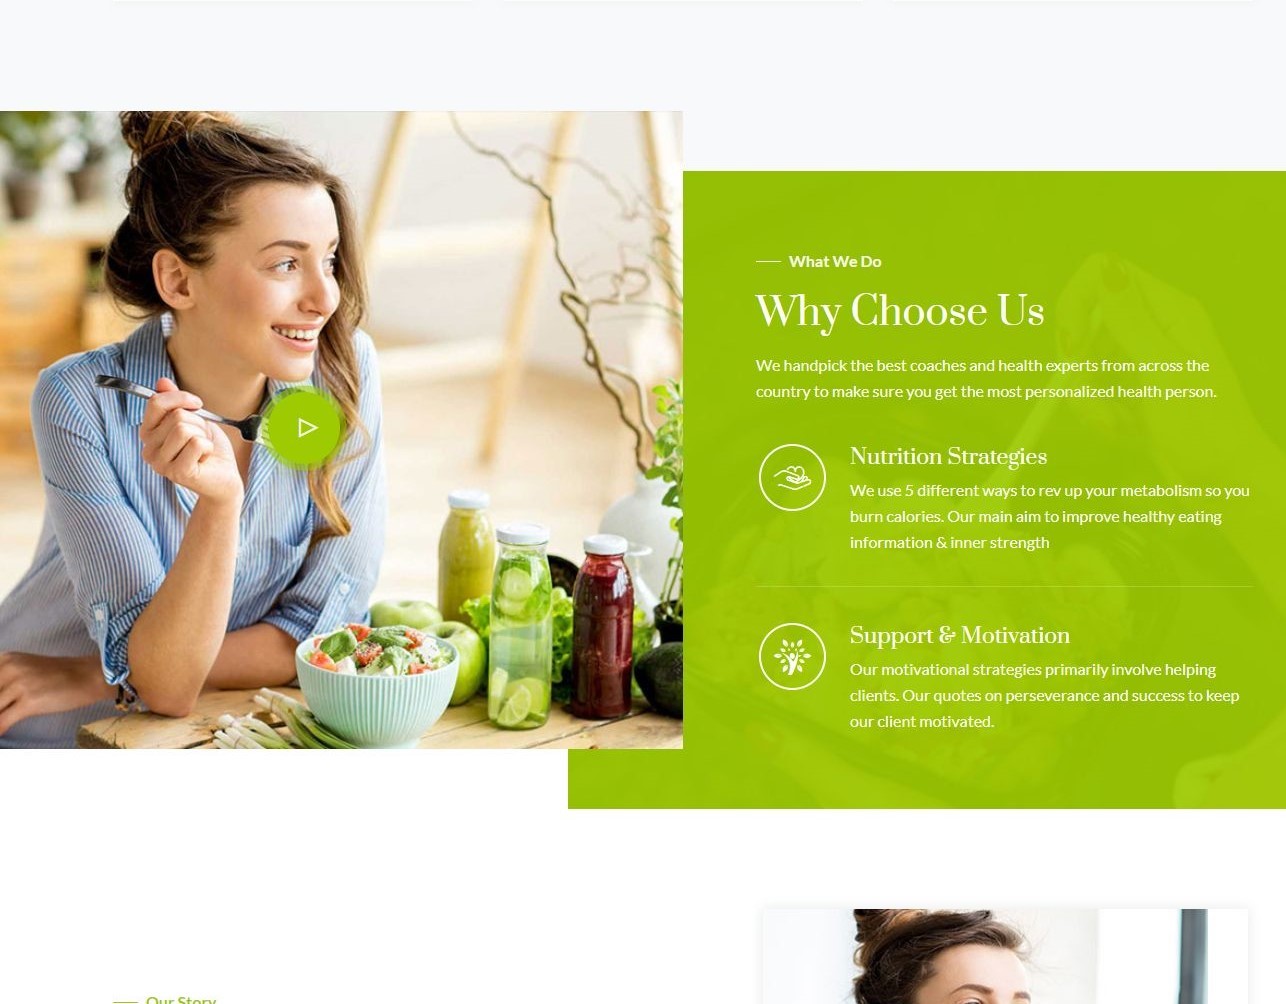 What We Do
Why Choose Us
We handpick the best coaches and health experts from across the
country to make sure you get the most personalized health person.
Nutrition Strategies
We use 5 different ways to rev up your metabolism so you
burn calories. Our main aim to improve healthy eating
information & inner strength
Support & Motivation
Our motivational strategies primarily involve helping
clients. Our quotes on perseverance and success to keep
our client motivated.
Our Story